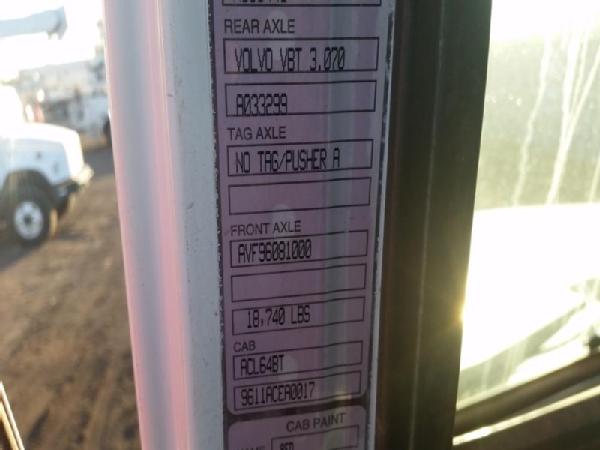 REAR AXLE
VOLVO VBT 3.070
A033299
TAG AXLE
NO TAG/PUSHER A
FRONT AXLE
AVF96081000
18,740 LBS
CAB
ACL64BT
9611ACEA0017
CAB PAINT